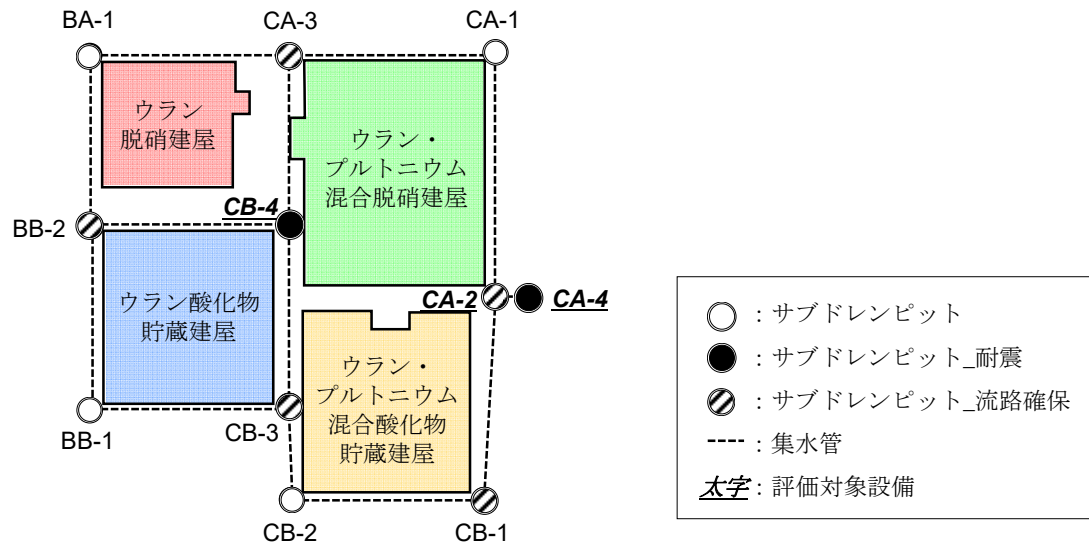 BA-1
CA-3
CA-1
ウラン
脱硝建屋
ウラン・
プルトニウム
混合脱硝建屋
BB-2
CB-4
ウラン酸化物
貯蔵建屋
CA-2
CA-4
ウラン・
プルトニウム
混合酸化物
貯蔵建屋
BB-1
CB-3
CB-2
CB-1
：サブドレンピット
：サブドレンピット_耐震
：サブドレンピット_流路確保
：集水管
太字：評価対象設備